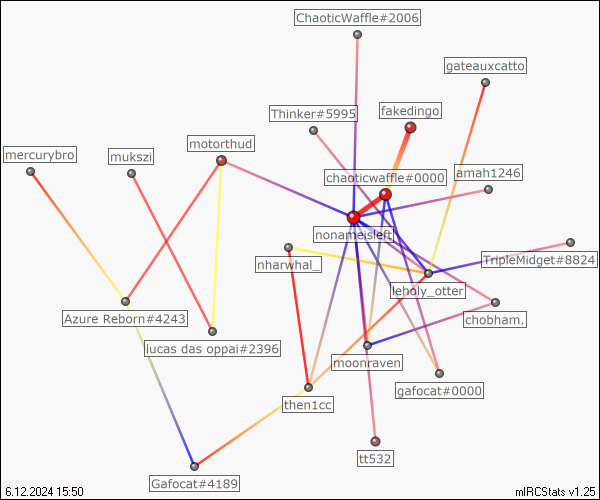 ChaoticWaffle#2006
gateauxcatto
fakedingo
Thinker#5995
motorthud
mercurybro
mukszi
amah1246
chaoticwaffle#0000
nonameisleft
TripleMidget#8824
nharwhal_
leholy_otter
Azure Reborn#4243
chobham.
lucas das oppai#2396
moonraven
gafocat#0000
then1cc
tt532
Gafocat#4189
6.12.2024 15:50
mIRCStats v1.25